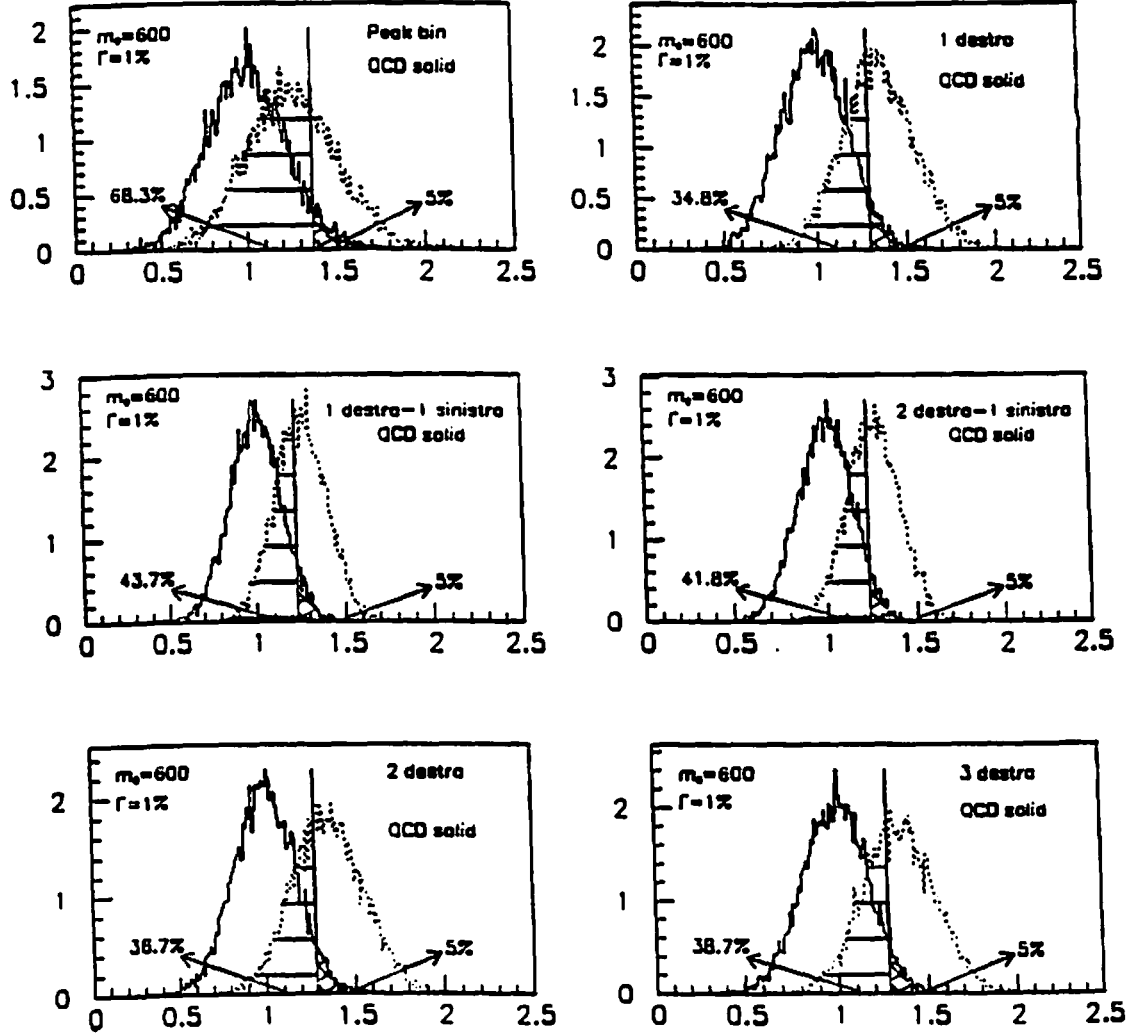 m₀=600
Γ=1%
Peak bin
QCD solid
68.3%
5%
2
1.5
1
0.5
0
0 0.5 1 1.5 2 2.5
m₀=600
Γ=1%
1 destra
QCD solid
34.8%
5%
2
1.5
1
0.5
0
0 0.5 1 1.5 2 2.5
m₀=600
Γ=1%
1 destra-1 sinistra
QCD solid
43.7%
5%
3
2
1
0
0 0.5 1 1.5 2 2.5
m₀=600
Γ=1%
2 destra-1 sinistra
QCD solid
41.8%
5%
3
2
1
0
0 0.5 1 1.5 2 2.5
m₀=600
Γ=1%
2 destra
QCD solid
36.7%
5%
2
1
0
0 0.5 1 1.5 2 2.5
m₀=600
Γ=1%
3 destra
QCD solid
38.7%
5%
2
1
0
0 0.5 1 1.5 2 2.5